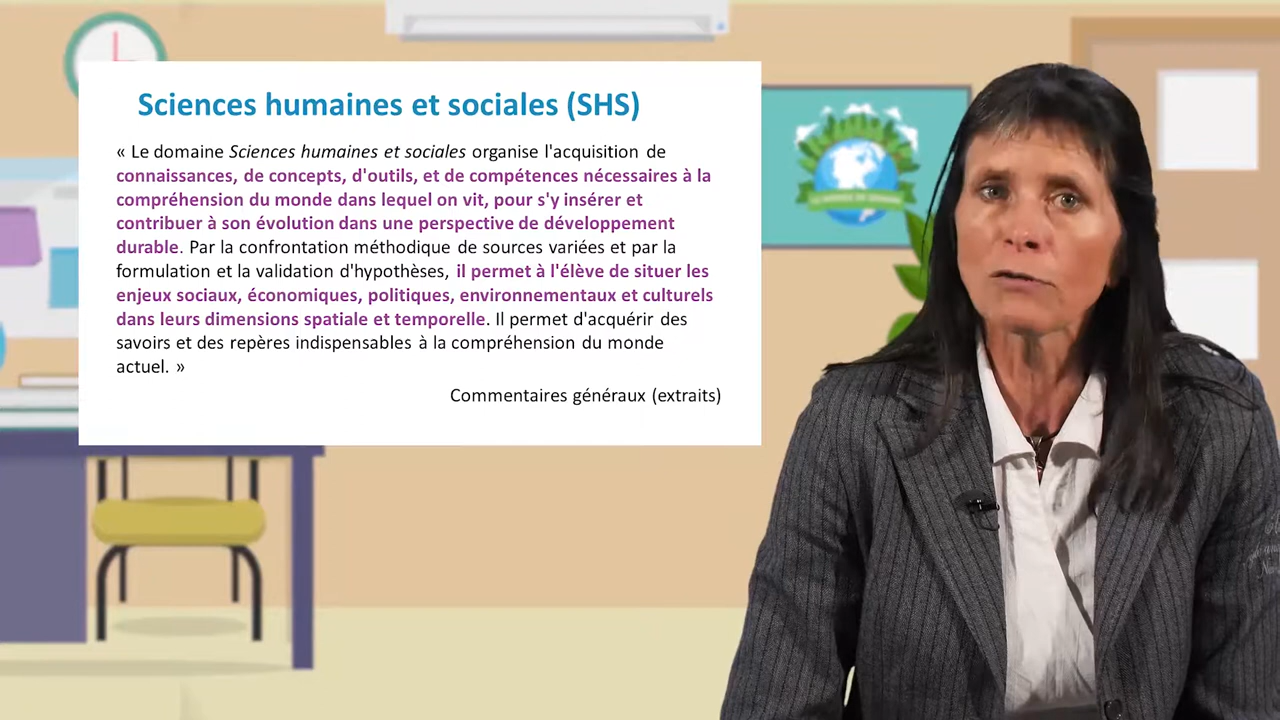 Sciences humaines et sociales (SHS)
« Le domaine Sciences humaines et sociales organise l'acquisition de
connaissances, de concepts, d'outils, et de compétences nécessaires à la
compréhension du monde dans lequel on vit, pour s'y insérer et
contribuer à son évolution dans une perspective de développement
durable. Par la confrontation méthodique de sources variées et par la
formulation et la validation d'hypothèses, il permet à l'élève de situer les
enjeux sociaux, économiques, politiques, environnementaux et culturels
dans leurs dimensions spatiale et temporelle. Il permet d'acquérir des
savoirs et des repères indispensables à la compréhension du monde
actuel. »
Commentaires généraux (extraits)